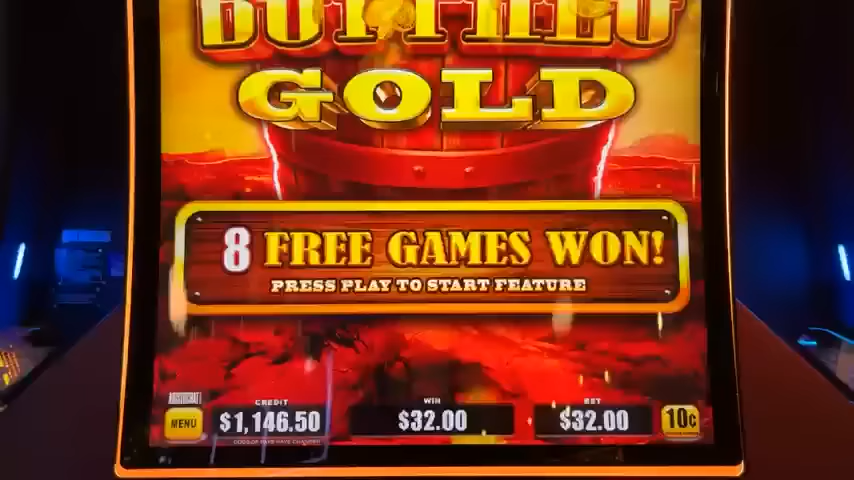 BUFFALO
GOLD
8 FREE GAMES WON!
PRESS PLAY TO START FEATURE
CREDIT WIN BET
MENU $1,146.50 $32.00 $32.00 10¢